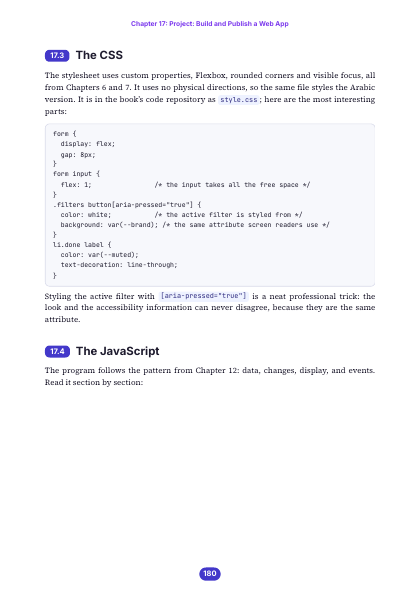 Chapter 17: Project: Build and Publish a Web App
17.3 The CSS
The stylesheet uses custom properties, Flexbox, rounded corners and visible focus, all
from Chapters 6 and 7. It uses no physical directions, so the same file styles the Arabic
version. It is in the book's code repository as style.css; here are the most interesting
parts:
form {
  display: flex;
  gap: 8px;
}
form input {
  flex: 1;                /* the input takes all the free space */
}
.filters button[aria-pressed="true"] {
  color: white;           /* the active filter is styled from */
  background: var(--brand); /* the same attribute screen readers use */
}
li.done label {
  color: var(--muted);
  text-decoration: line-through;
}
Styling the active filter with [aria-pressed="true"] is a neat professional trick: the
look and the accessibility information can never disagree, because they are the same
attribute.
17.4 The JavaScript
The program follows the pattern from Chapter 12: data, changes, display, and events.
Read it section by section:
180